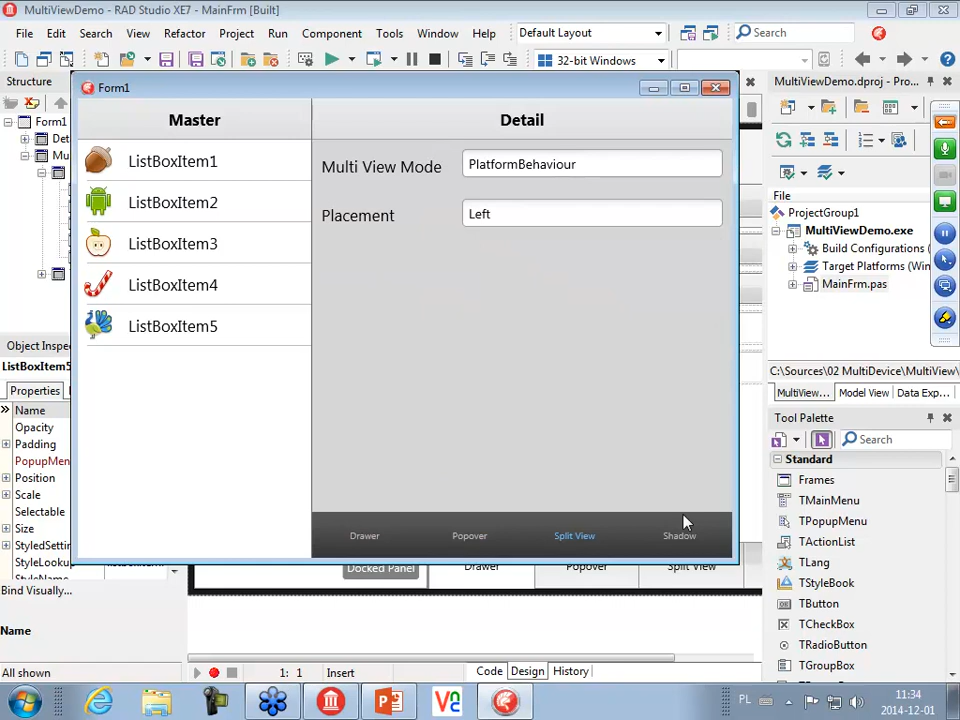 MultiViewDemo - RAD Studio XE7 - MainFrm [Built]
File Edit Search View Refactor Project Run Component Tools Window Help
Default Layout
Search
32-bit Windows
Structure
Form1
Det
Mu
Form1
Master
Detail
ListBoxItem1
ListBoxItem2
ListBoxItem3
ListBoxItem4
ListBoxItem5
Multi View Mode
PlatformBehaviour
Placement
Left
Drawer Popover Split View Shadow
Docked Panel
Drawer Popover Split View
Object Inspe
ListBoxItem5
Properties
Name
Opacity
Padding
PopupMen
Position
Scale
Selectable
Size
StyledSettin
StyleLookup
StyleName
Bind Visually...
Name
All shown
1: 1 Insert
Code Design History
MultiViewDemo.dproj - Pro...
File
ProjectGroup1
MultiViewDemo.exe
Build Configurations (
Target Platforms (Win
MainFrm.pas
C:\Sources\02 MultiDevice\MultiView\
MultiView... Model View Data Exp...
Tool Palette
Search
Standard
Frames
TMainMenu
TPopupMenu
TActionList
TLang
TStyleBook
TButton
TCheckBox
TRadioButton
TGroupBox
PL
11:34
2014-12-01